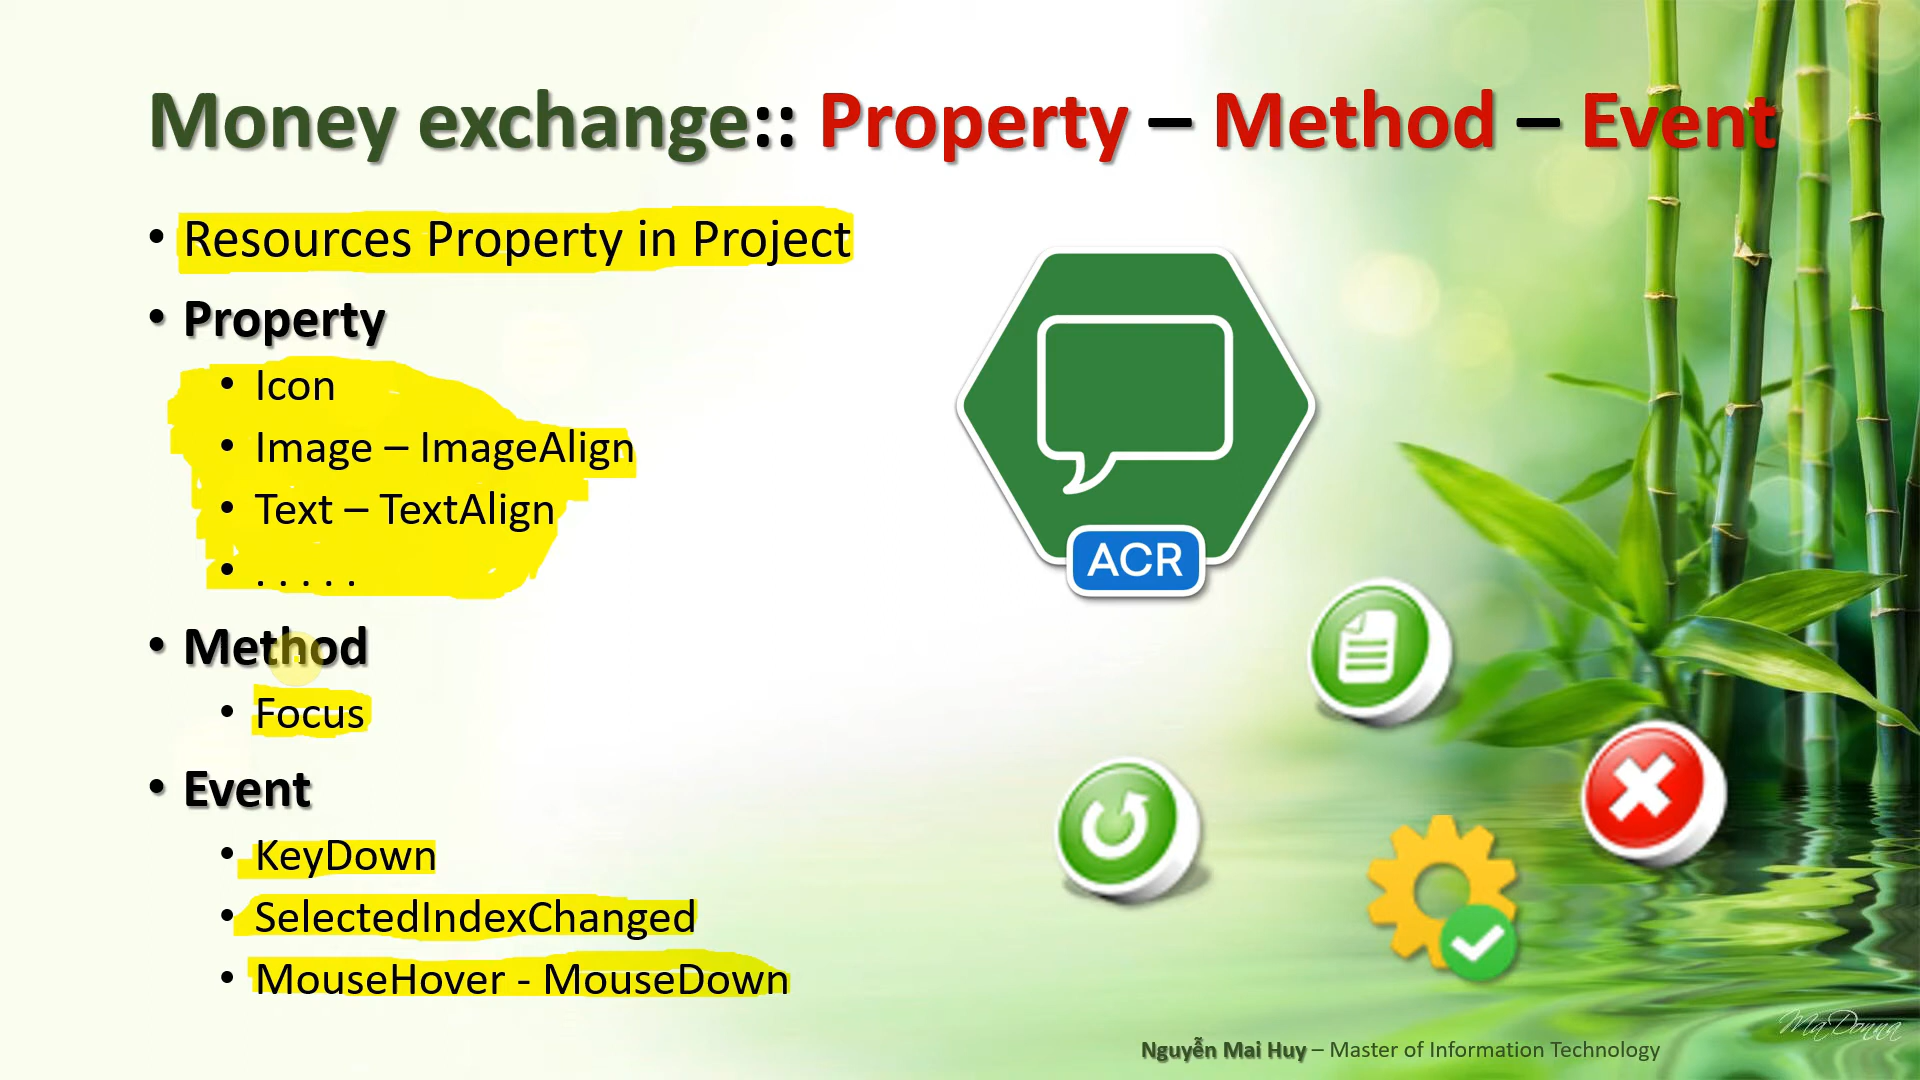 Money exchange:: Property – Method – Event
• Resources Property in Project
• Property
• Icon
• Image – ImageAlign
• Text – TextAlign
• . . . . .
• Method
• Focus
• Event
• KeyDown
• SelectedIndexChanged
• MouseHover - MouseDown
ACR
MaDonna
Nguyễn Mai Huy – Master of Information Technology